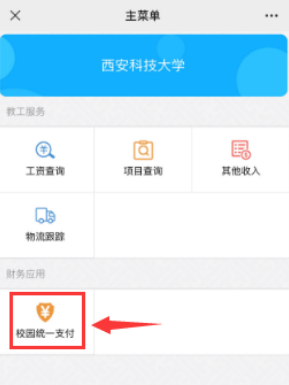 主菜单
西安科技大学
教工服务
工资查询
项目查询
其他收入
物流跟踪
财务应用
校园统一支付